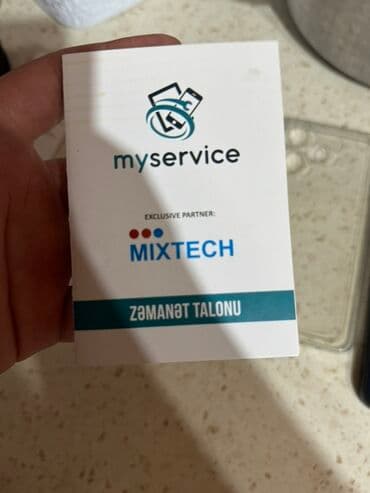 myservice
EXCLUSIVE PARTNER:
MIXTECH
ZƏMANƏT TALONU